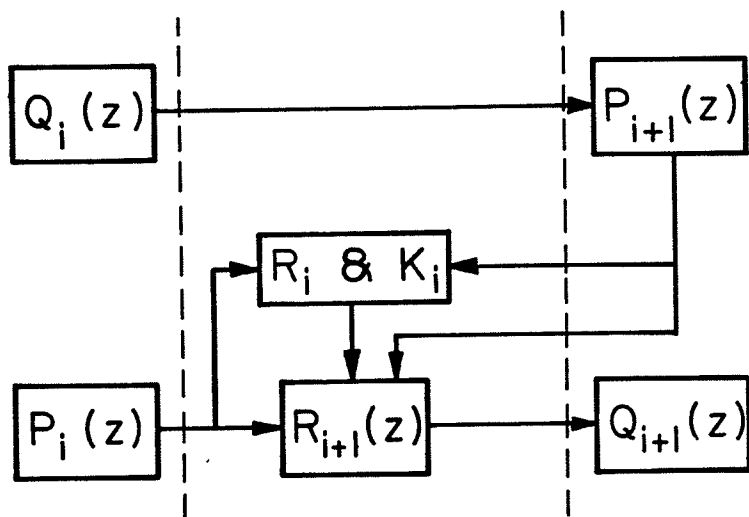 Q_i (z)
P_{i+1}(z)
R_i & K_i
P_i (z)
R_{i+1}(z)
Q_{i+1}(z)